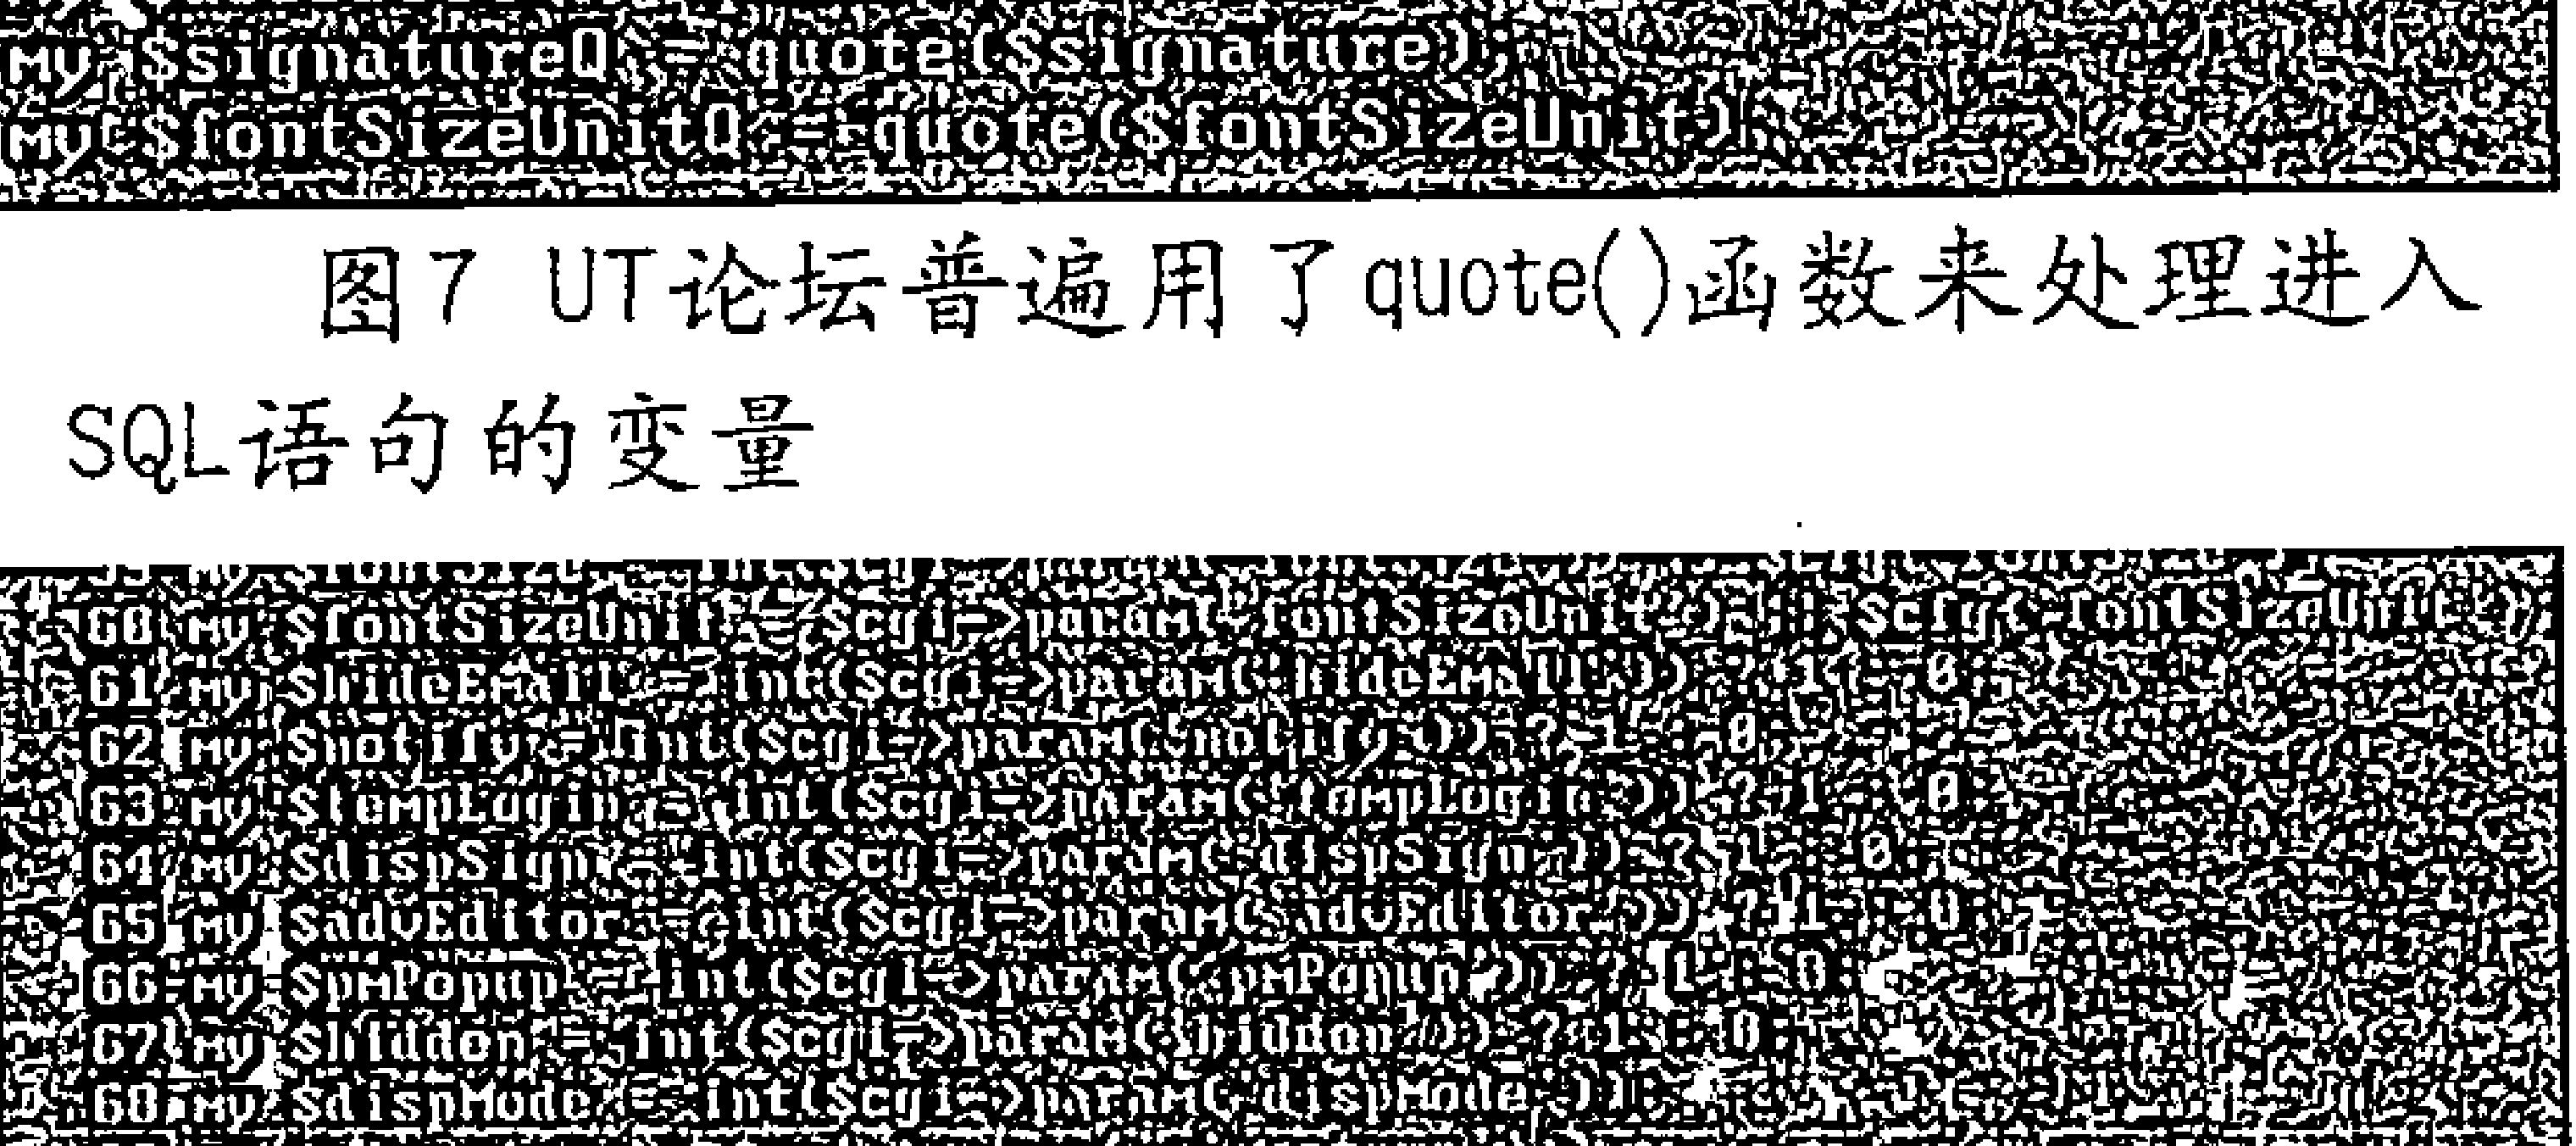 my $signatureQ = quote($signature);
my $fontSizeUnitQ = quote($fontSizeUnit)
图7 UT论坛普遍用了quote()函数来处理进入
SQL语句的变量
60 my $fontSizeUnit = $cgi->param('fontSizeUnit') || $cfg{'fontSizeUnit'};
61 my $hideEmail = int($cgi->param('hideEmail')) ? 1 : 0;
62 my $notify = int($cgi->param('notify')) ? 1 : 0;
63 my $tempLogin = int($cgi->param('tempLogin')) ? 1 : 0;
64 my $dispSign = int($cgi->param('dispSign')) ? 1 : 0;
65 my $advEditor = int($cgi->param('advEditor')) ? 1 : 0;
66 my $pmPopup = int($cgi->param('pmPopup')) ? 1 : 0;
67 my $hidden = int($cgi->param('hidden')) ? 1 : 0;
68 my $dispMode = int($cgi->param('dispMode'));